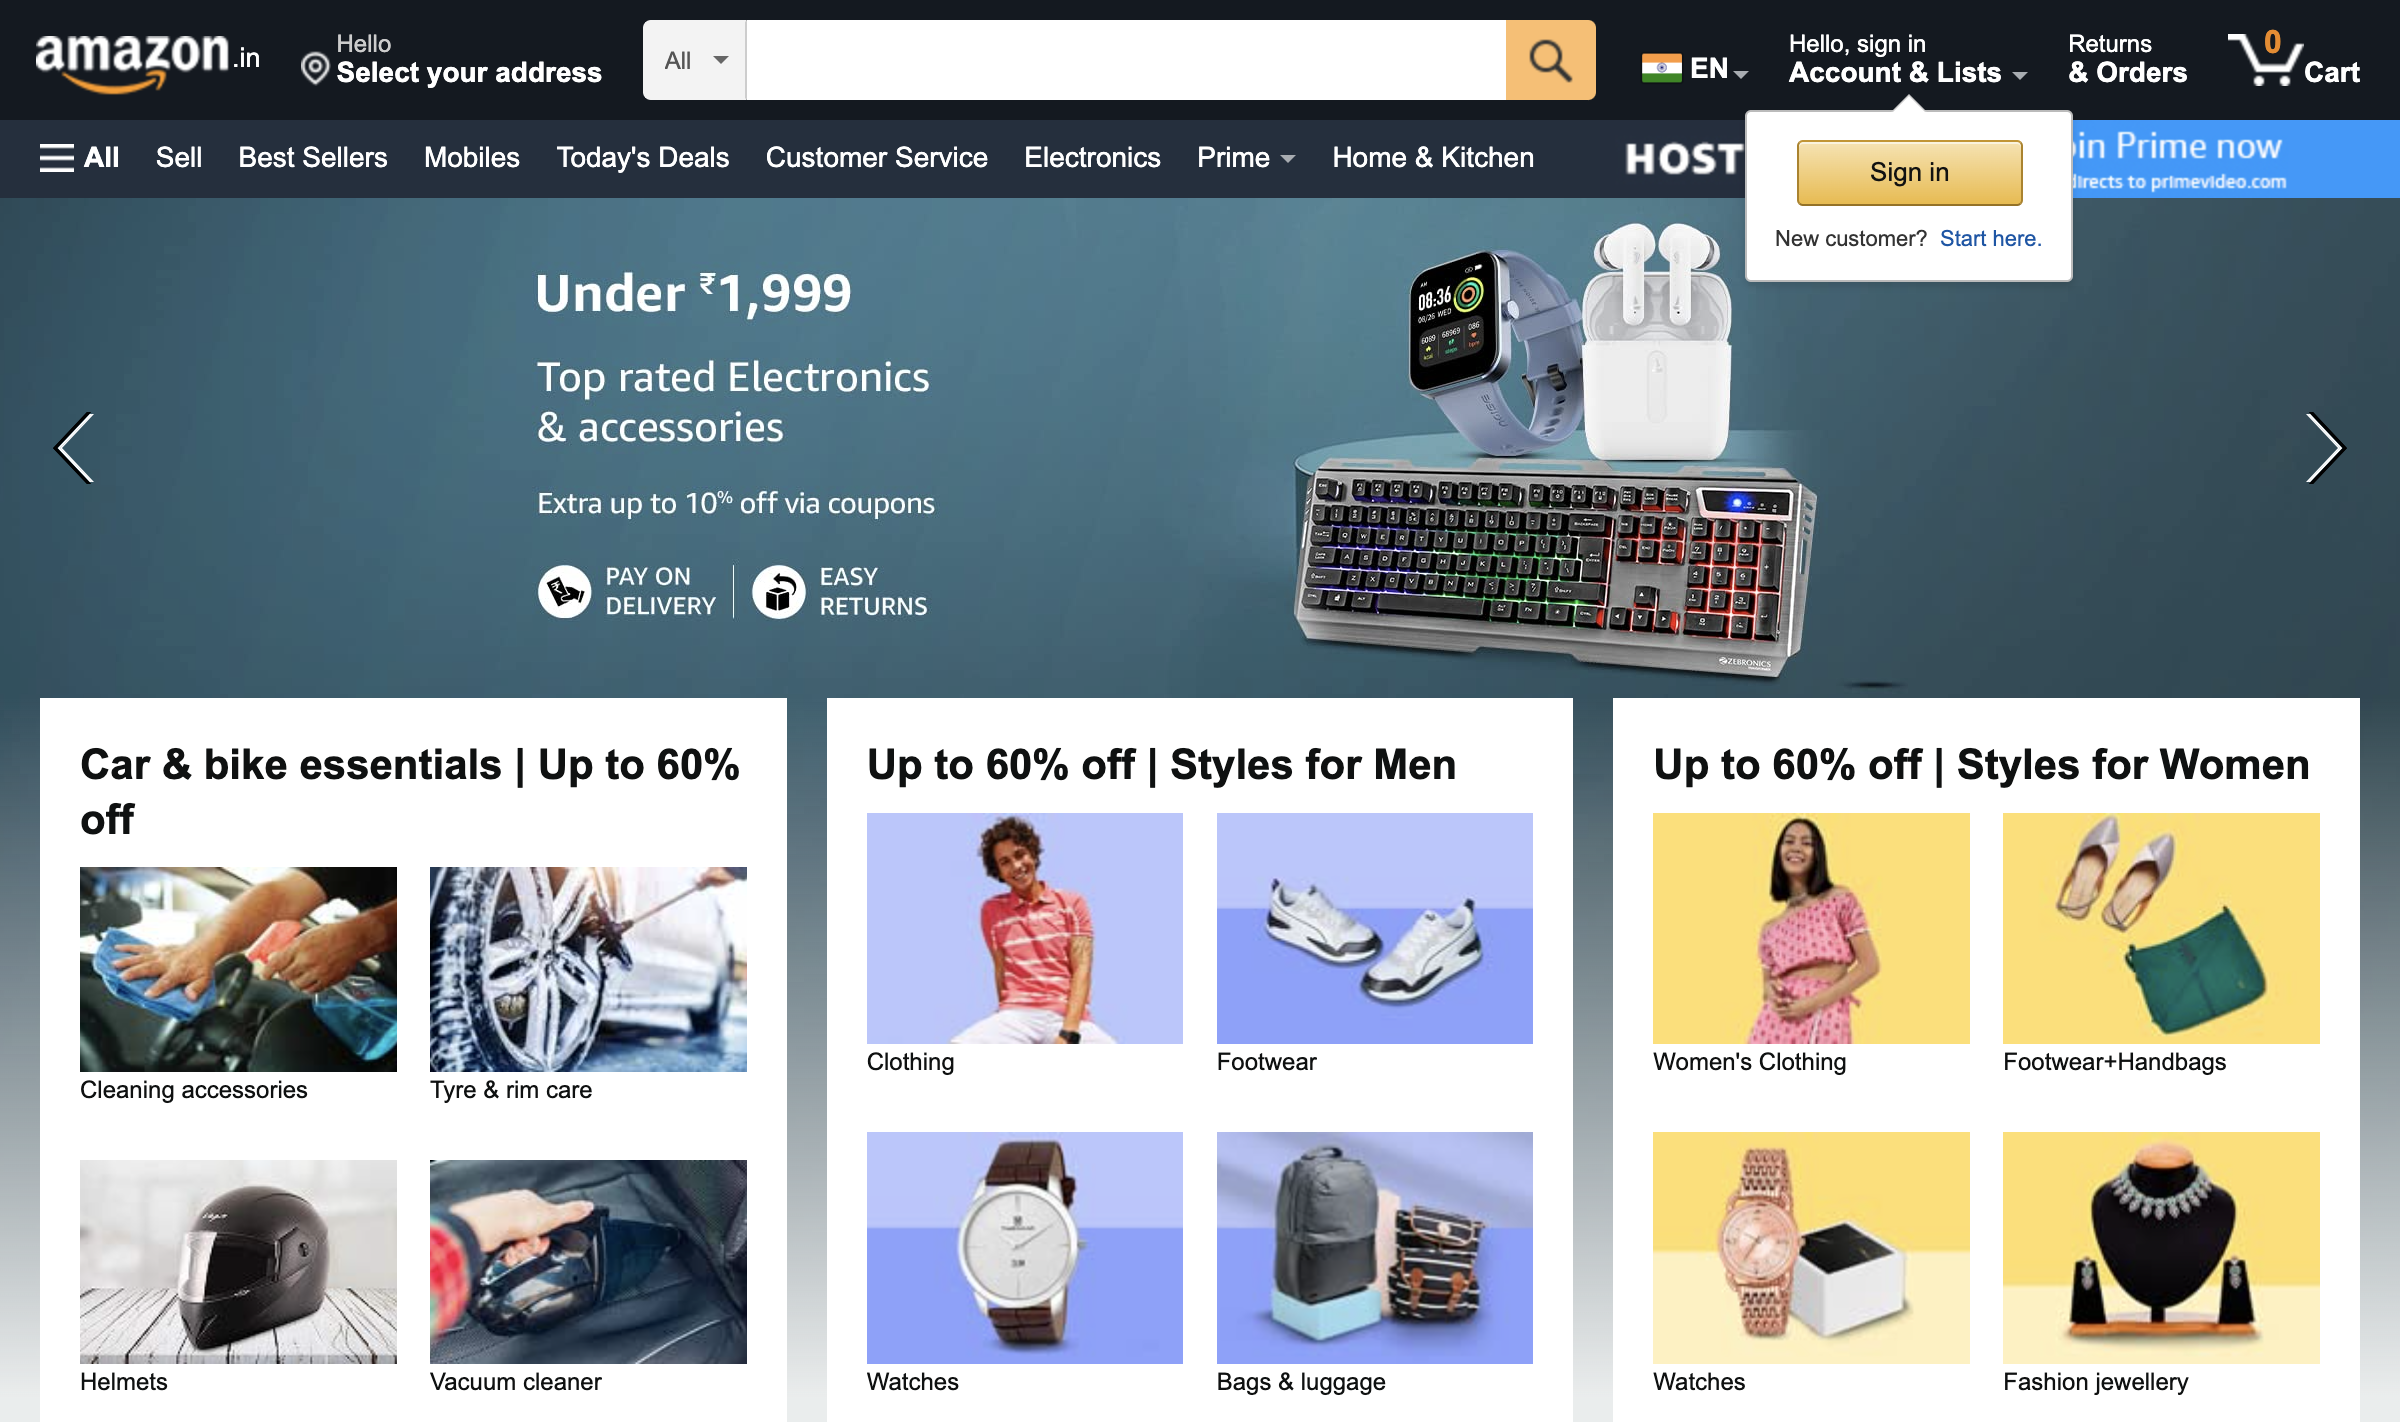 amazon.in
Hello
Select your address
All
EN
Hello, sign in
Account & Lists
Returns
& Orders
0
Cart
All
Sell
Best Sellers
Mobiles
Today's Deals
Customer Service
Electronics
Prime
Home & Kitchen
HOST
in Prime now
directs to primevideo.com
Sign in
New customer? Start here.
Under ₹1,999
Top rated Electronics
& accessories
Extra up to 10% off via coupons
PAY ON
DELIVERY
EASY
RETURNS
08:36
ZEBRONICS
Car & bike essentials | Up to 60%
off
Cleaning accessories
Tyre & rim care
Helmets
Vacuum cleaner
Up to 60% off | Styles for Men
Clothing
Footwear
Watches
Bags & luggage
Up to 60% off | Styles for Women
Women's Clothing
Footwear+Handbags
Watches
Fashion jewellery